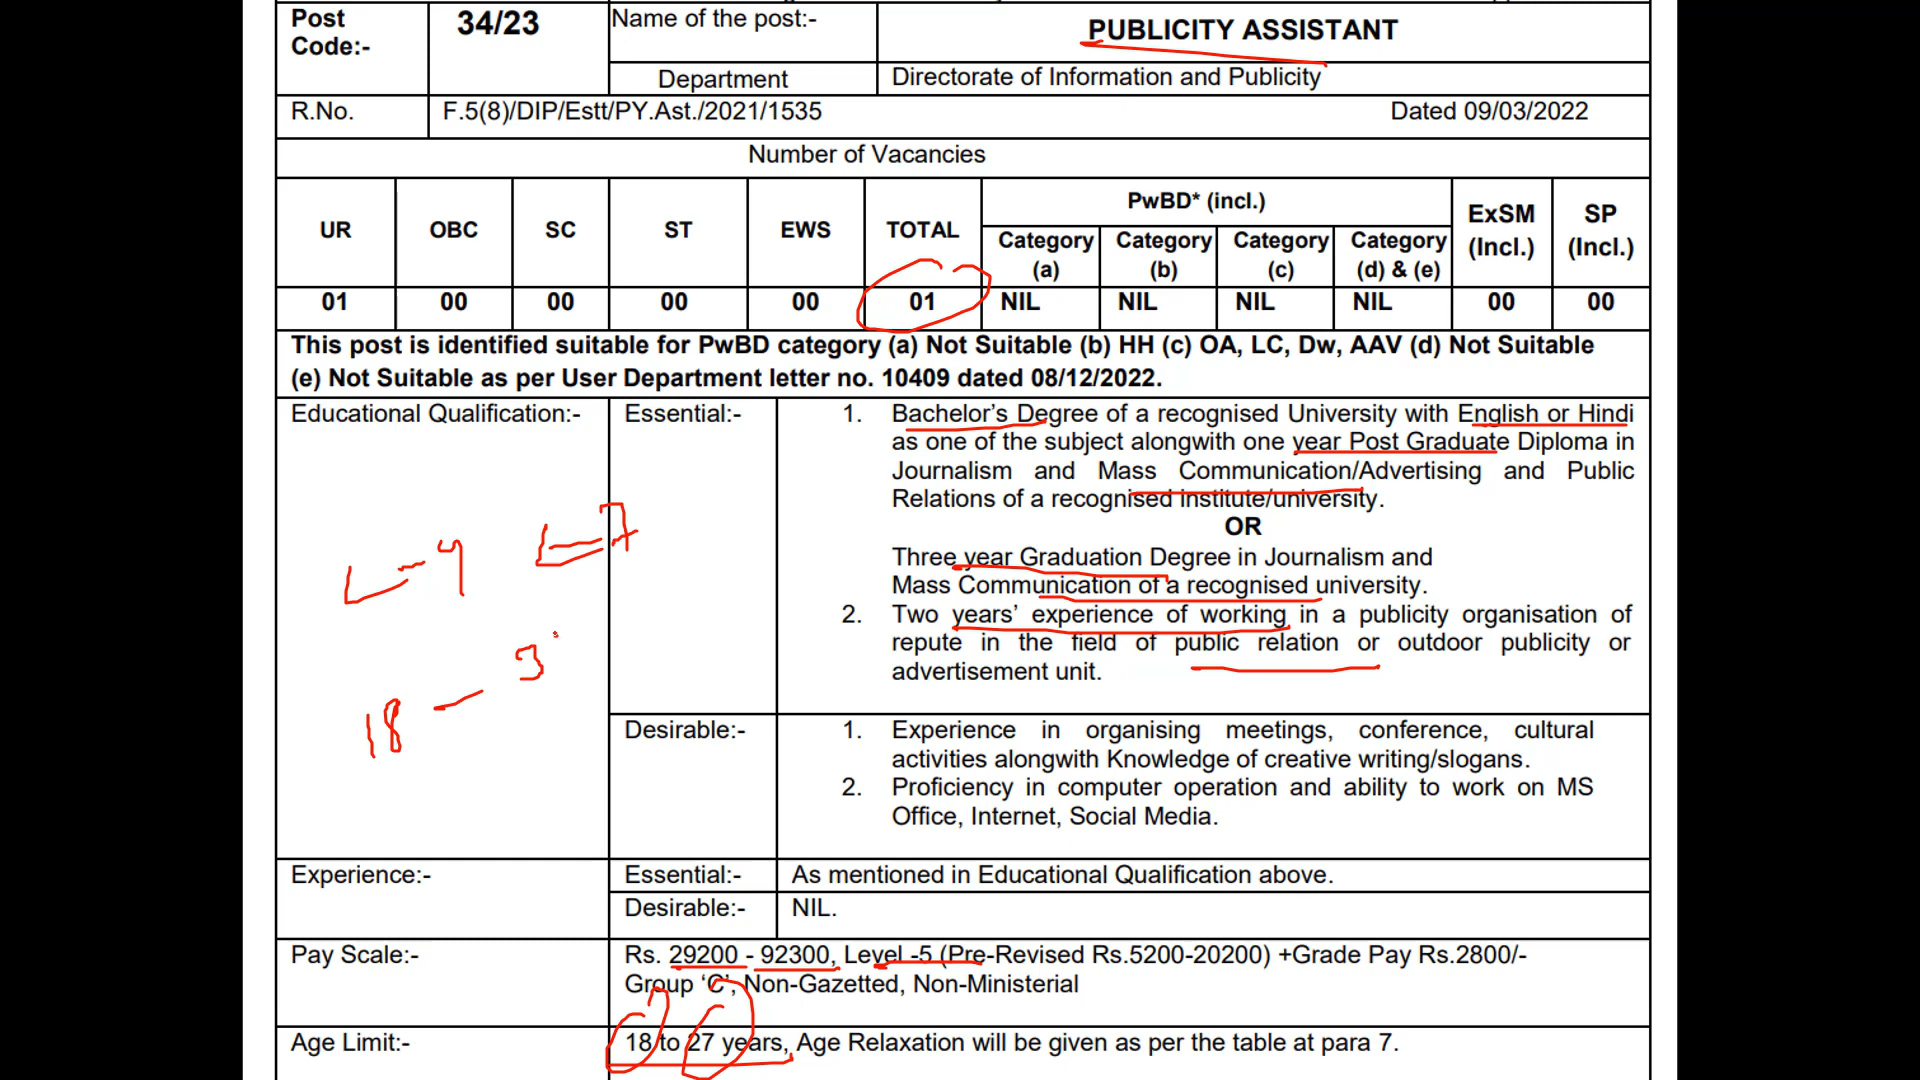 Post Code:- 34/23 Name of the post:- PUBLICITY ASSISTANT
Department Directorate of Information and Publicity
R.No. F.5(8)/DIP/Estt/PY.Ast./2021/1535 Dated 09/03/2022
Number of Vacancies
UR OBC SC ST EWS TOTAL PwBD* (incl.) ExSM (Incl.) SP (Incl.)
Category (a) Category (b) Category (c) Category (d) & (e)
01 00 00 00 00 01 NIL NIL NIL NIL 00 00
This post is identified suitable for PwBD category (a) Not Suitable (b) HH (c) OA, LC, Dw, AAV (d) Not Suitable
(e) Not Suitable as per User Department letter no. 10409 dated 08/12/2022.
Educational Qualification:- Essential:- 1. Bachelor's Degree of a recognised University with English or Hindi
as one of the subject alongwith one year Post Graduate Diploma in
Journalism and Mass Communication/Advertising and Public
Relations of a recognised institute/university.
OR
Three year Graduation Degree in Journalism and
Mass Communication of a recognised university.
2. Two years' experience of working in a publicity organisation of
repute in the field of public relation or outdoor publicity or
advertisement unit.
18 -
Desirable:- 1. Experience in organising meetings, conference, cultural
activities alongwith Knowledge of creative writing/slogans.
2. Proficiency in computer operation and ability to work on MS
Office, Internet, Social Media.
Experience:- Essential:- As mentioned in Educational Qualification above.
Desirable:- NIL.
Pay Scale:- Rs. 29200 - 92300, Level -5 (Pre-Revised Rs.5200-20200) +Grade Pay Rs.2800/-
Group 'C', Non-Gazetted, Non-Ministerial
Age Limit:- 18 to 27 years, Age Relaxation will be given as per the table at para 7.